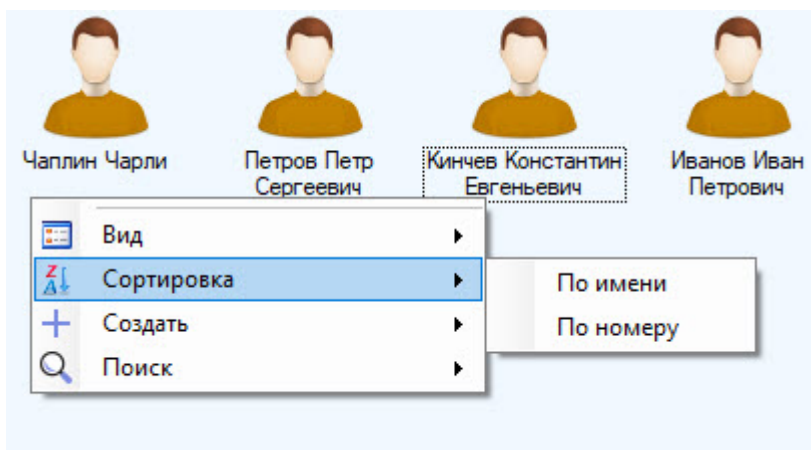 Чаплин Чарли
Петров Петр
Сергеевич
Кинчев Константин
Евгеньевич
Иванов Иван
Петрович
Вид
Сортировка
Создать
Поиск
По имени
По номеру